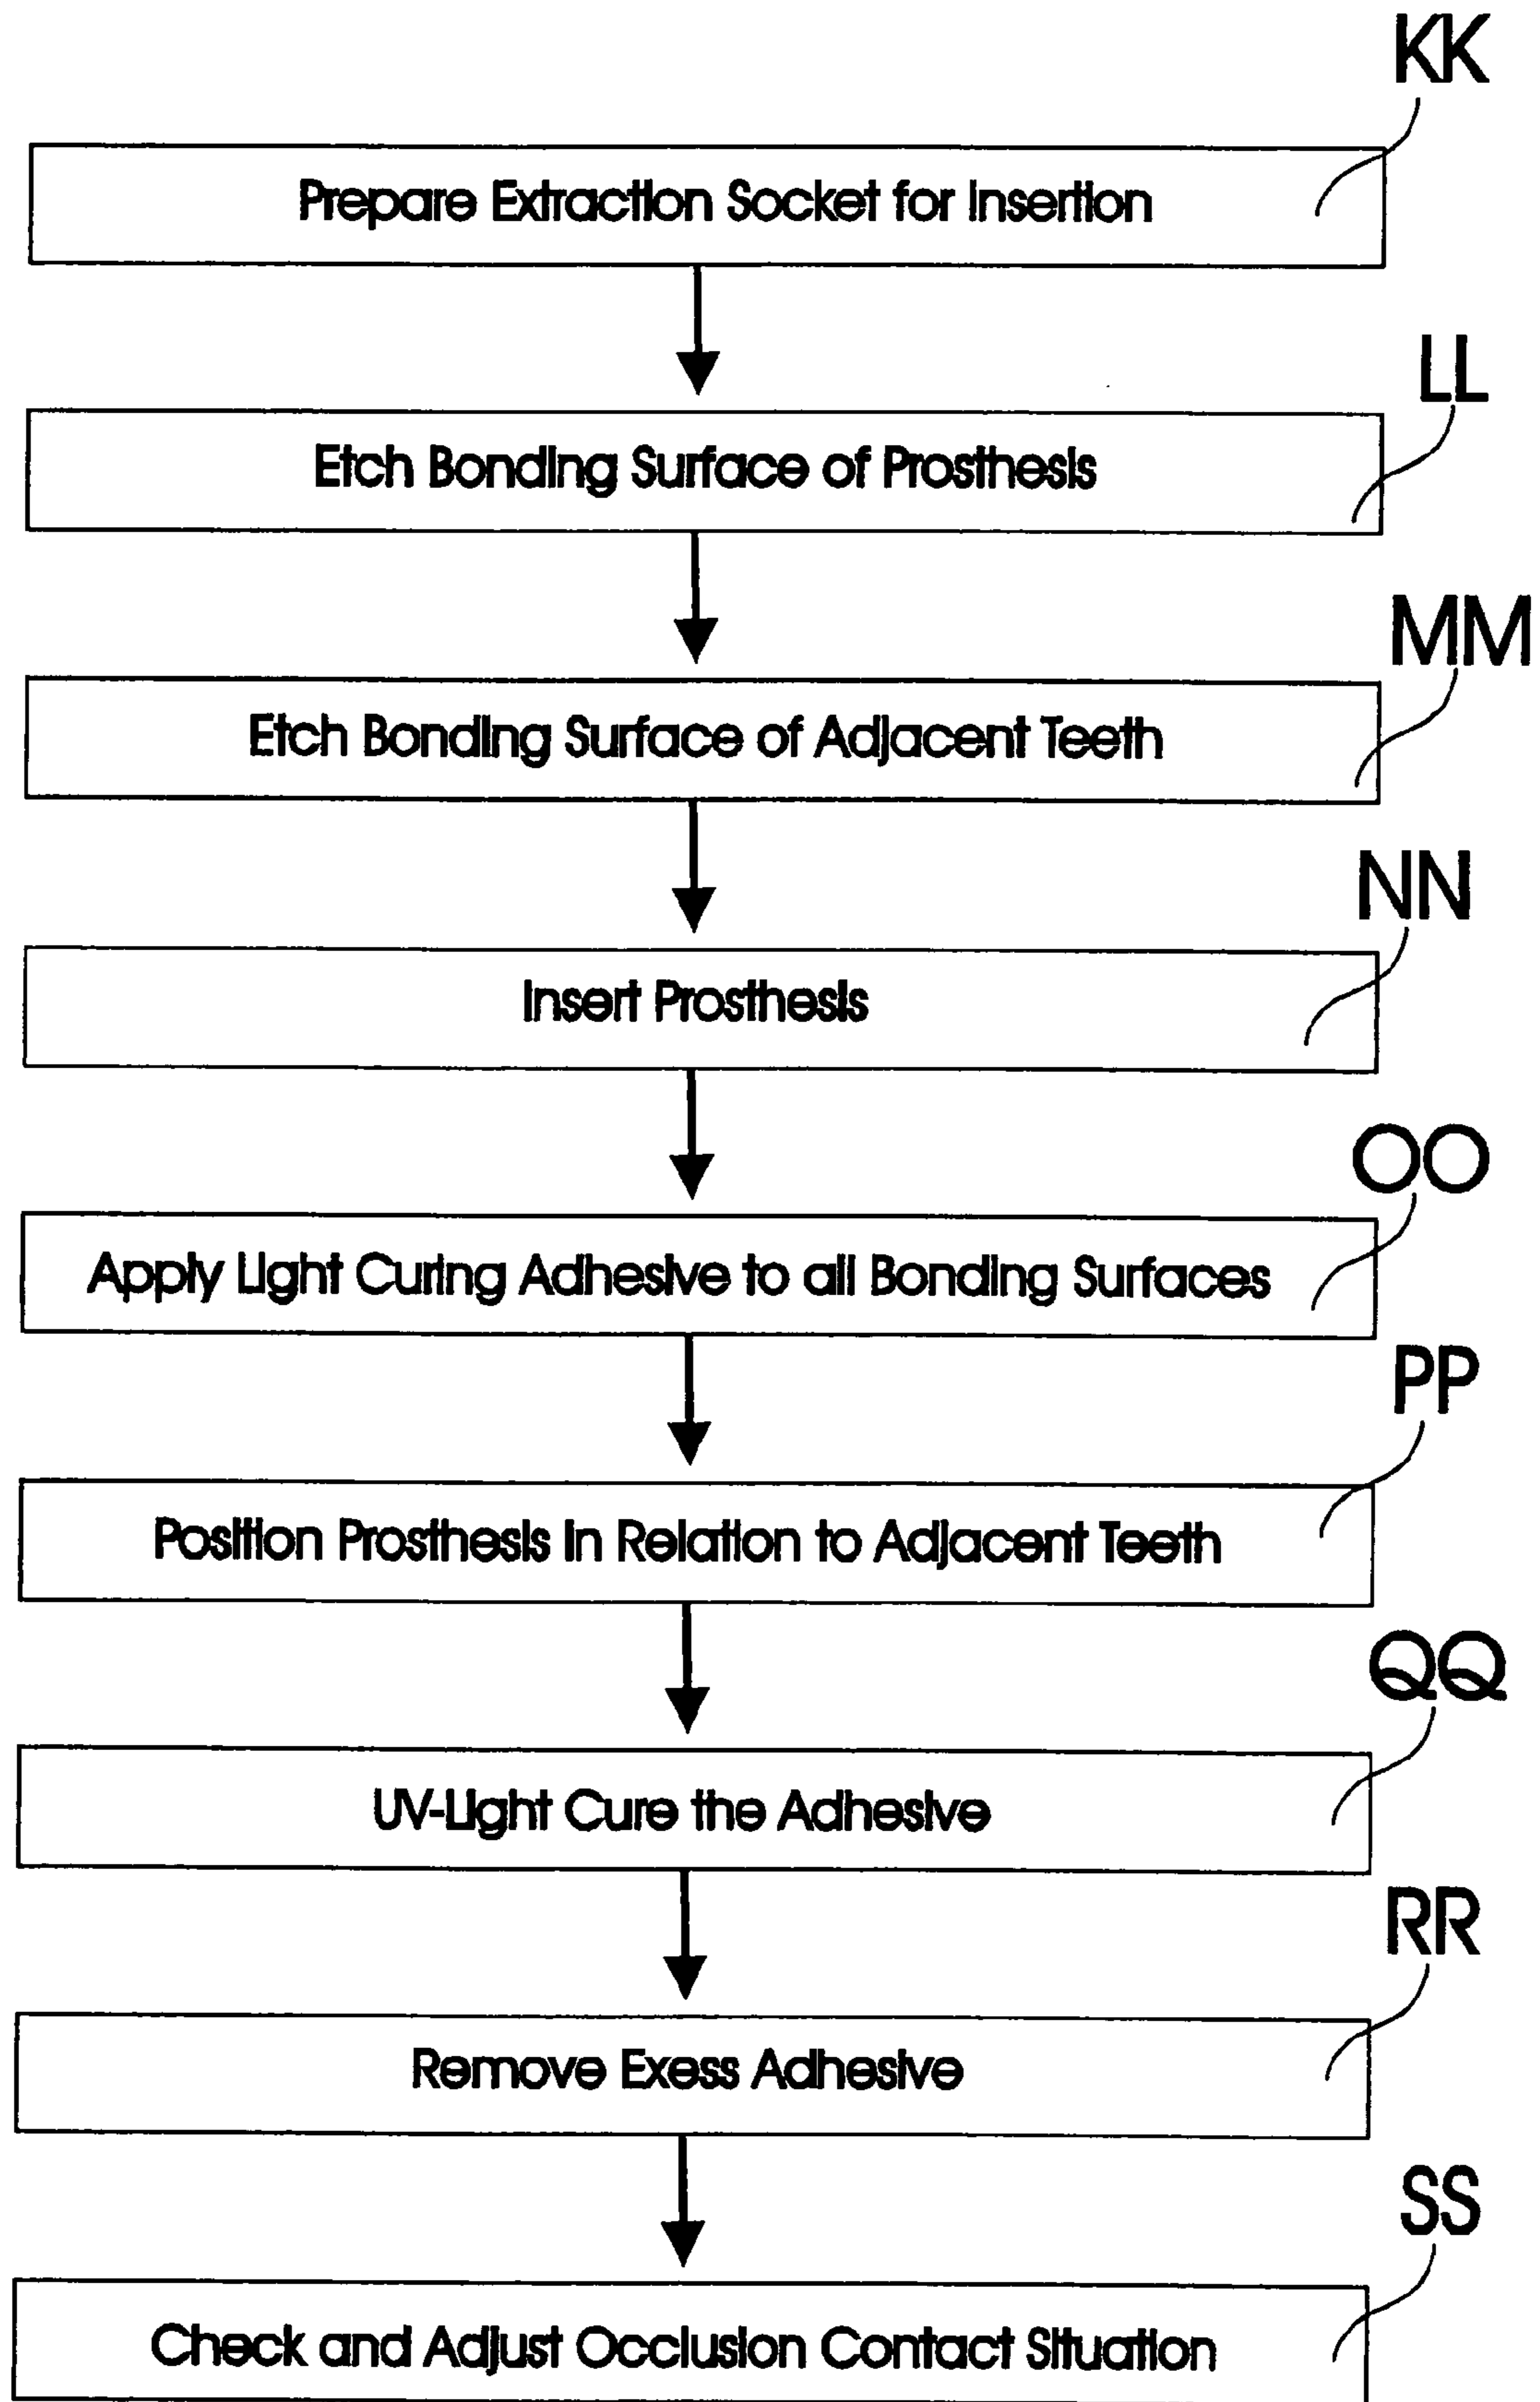 KK
Prepare Extraction Socket for Insertion
LL
Etch Bonding Surface of Prosthesis
MM
Etch Bonding Surface of Adjacent Teeth
NN
Insert Prosthesis
OO
Apply Light Curing Adhesive to all Bonding Surfaces
PP
Position Prosthesis in Relation to Adjacent Teeth
QQ
UV-Light Cure the Adhesive
RR
Remove Exess Adhesive
SS
Check and Adjust Occlusion Contact Situation